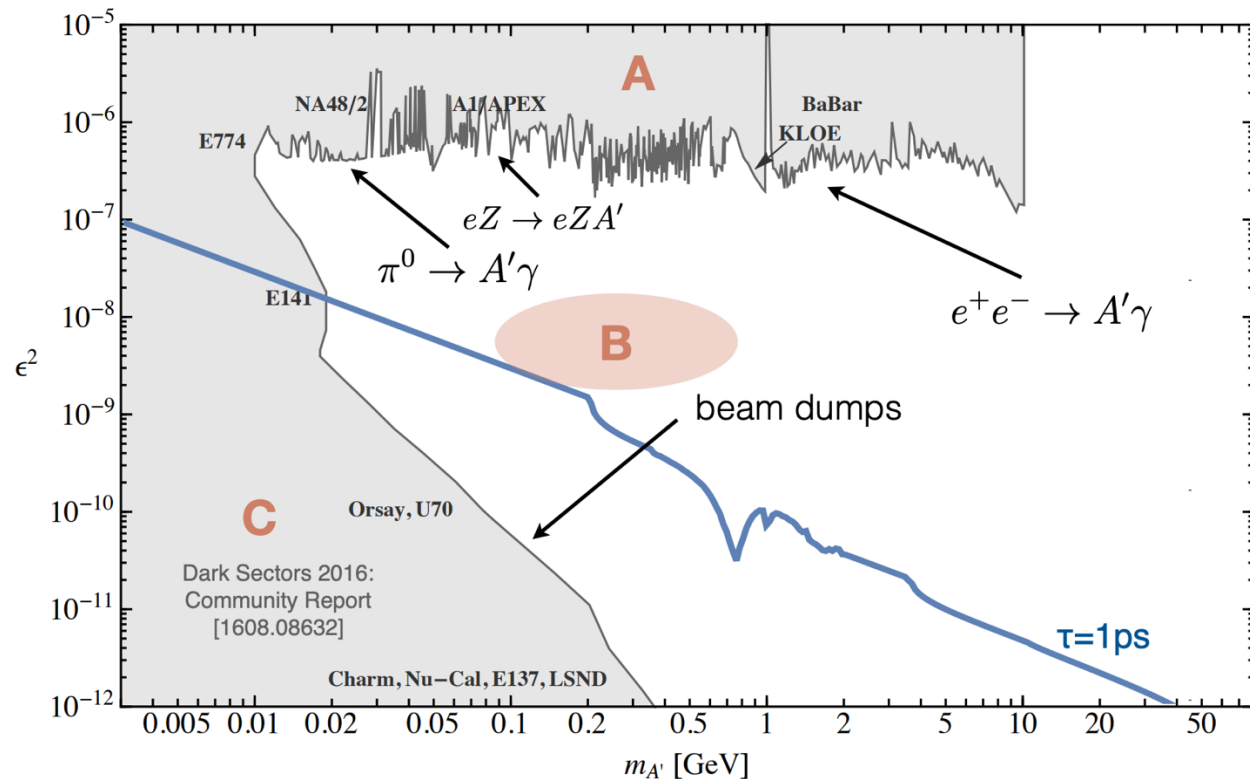 10⁻⁵
10⁻⁶
10⁻⁷
10⁻⁸
10⁻⁹
10⁻¹⁰
10⁻¹¹
10⁻¹²
ϵ²
A
NA48/2
A1/APEX
BaBar
KLOE
E774
eZ → eZA′
π⁰ → A′γ
e⁺e⁻ → A′γ
E141
B
beam dumps
C
Orsay, U70
Dark Sectors 2016:
Community Report
[1608.08632]
τ=1ps
Charm, Nu−Cal, E137, LSND
0.005 0.01 0.02 0.05 0.1 0.2 0.5 1 2 5 10 20 50
m_A′ [GeV]